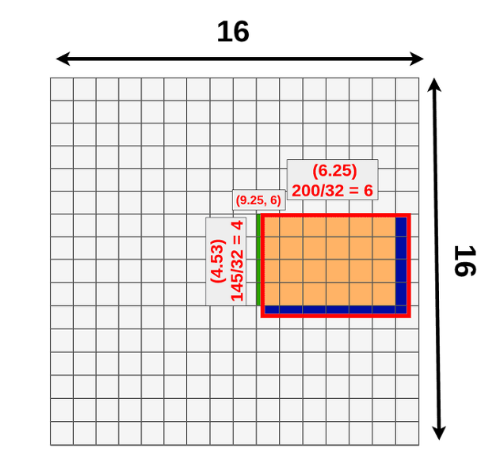 16
(6.25)
200/32 = 6
(9.25, 6)
(4.53)
145/32 = 4
16